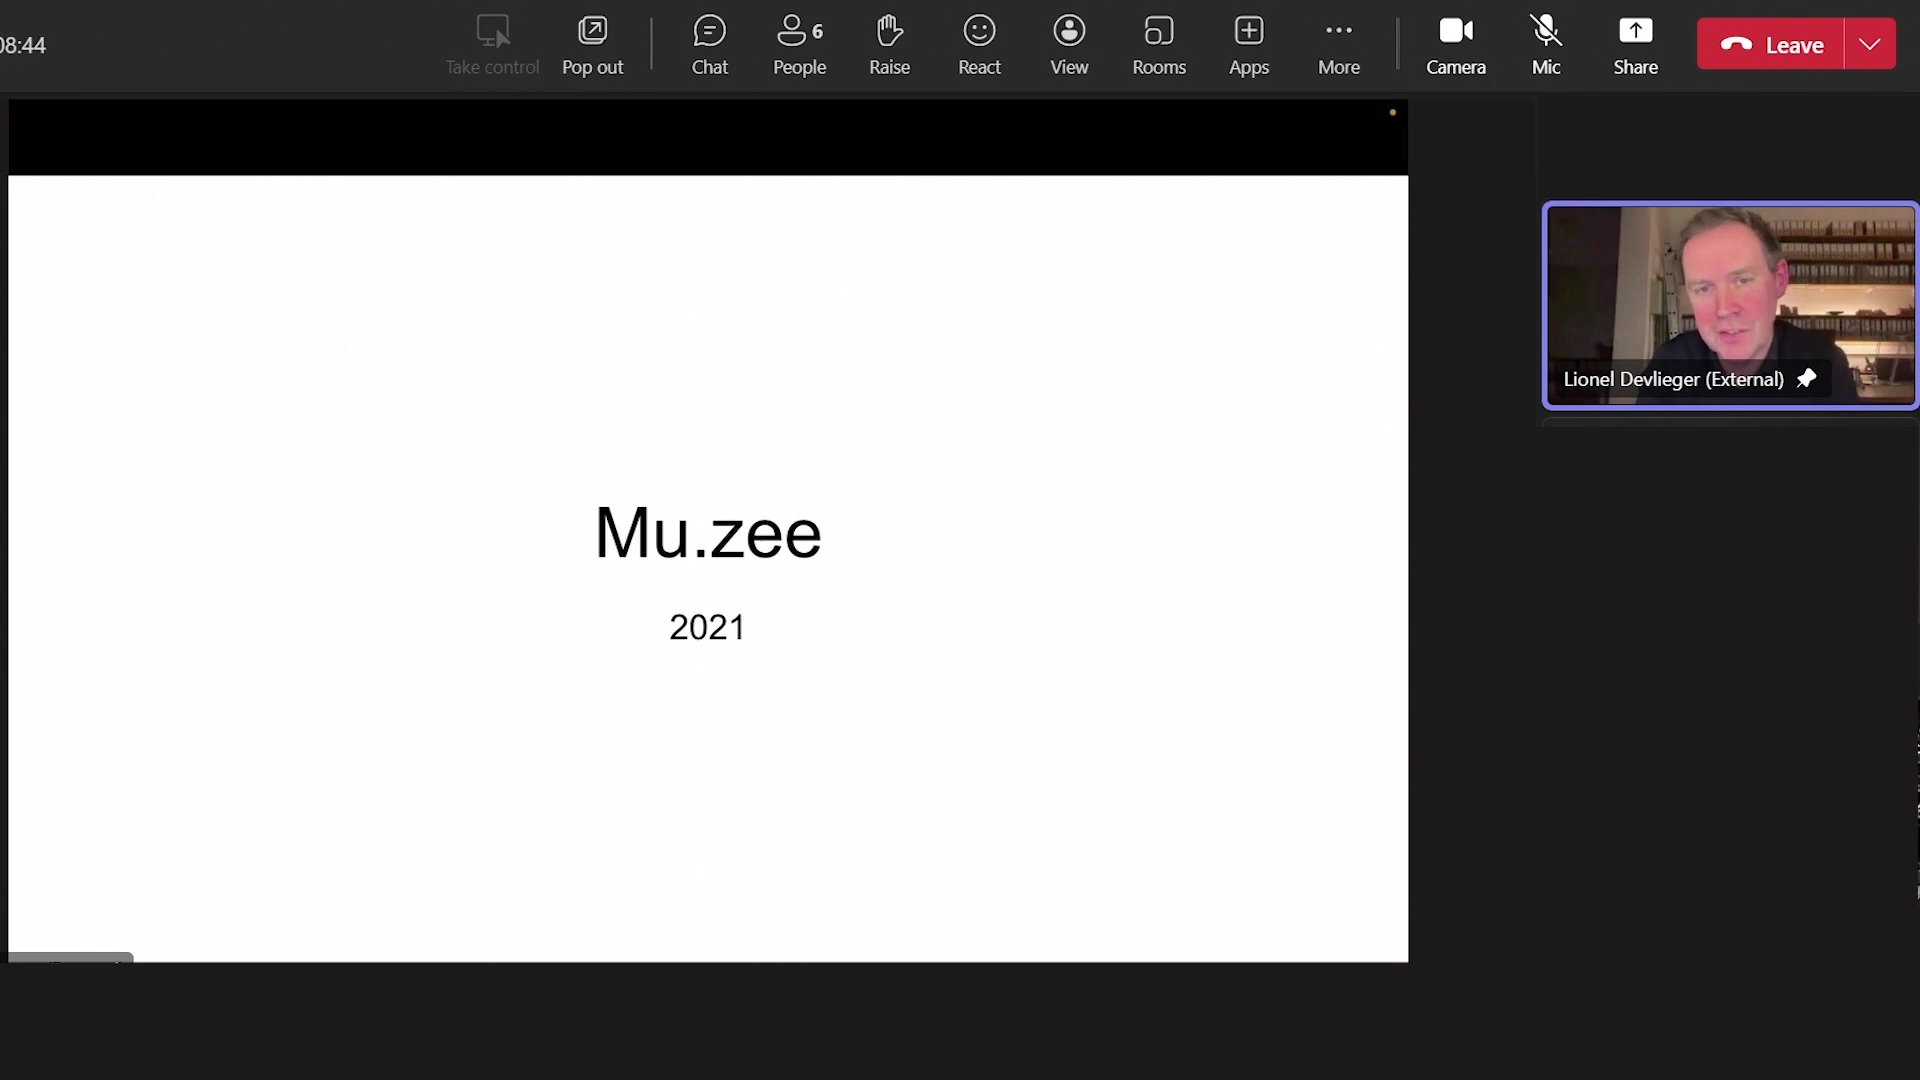 08:44
Take control
Pop out
Chat
People
6
Raise
React
View
Rooms
Apps
More
Camera
Mic
Share
Leave
Mu.zee
2021
Lionel Devlieger (External)